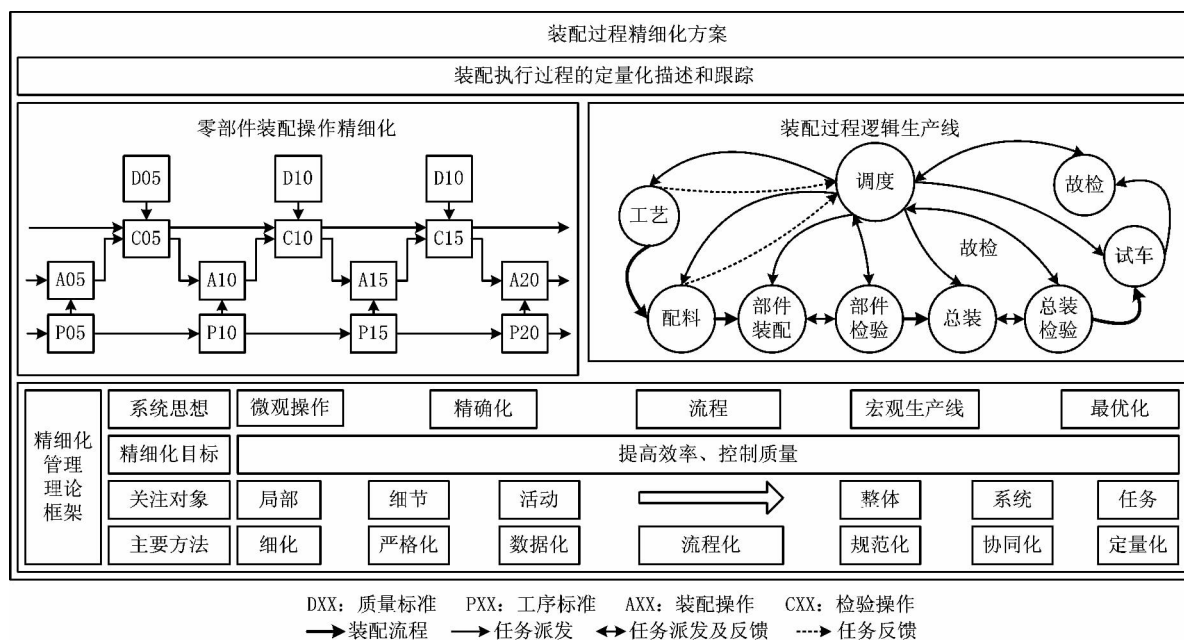 装配过程精细化方案
装配执行过程的定量化描述和跟踪
零部件装配操作精细化
D05 D10 D10
C05 C10 C15
A05 A10 A15 A20
P05 P10 P15 P20
装配过程逻辑生产线
调度
故检
工艺
故检
试车
配料
部件
装配
部件
检验
总装
总装
检验
精细化
管理
理论
框架
系统思想 微观操作 精确化 流程 宏观生产线 最优化
精细化目标 提高效率、控制质量
关注对象 局部 细节 活动 整体 系统 任务
主要方法 细化 严格化 数据化 流程化 规范化 协同化 定量化
DXX: 质量标准 PXX: 工序标准 AXX: 装配操作 CXX: 检验操作
装配流程 任务派发 任务派发及反馈 任务反馈